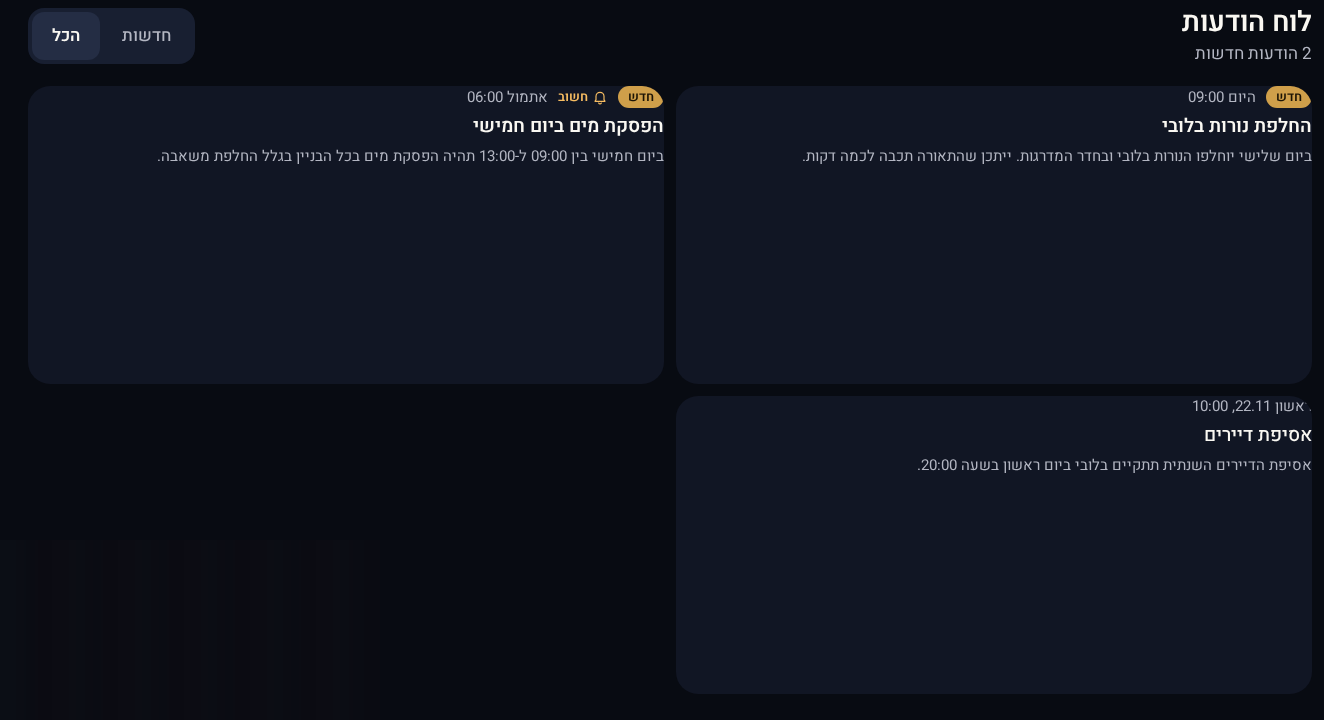 לוח הודעות
2 הודעות חדשות
חדשות
הכל
חדש
היום 09:00
החלפת נורות בלובי
ביום שלישי יוחלפו הנורות בלובי ובחדר המדרגות. ייתכן שהתאורה תכבה לכמה דקות.
חדש
חשוב
אתמול 06:00
הפסקת מים ביום חמישי
ביום חמישי בין 09:00 ל-13:00 תהיה הפסקת מים בכל הבניין בגלל החלפת משאבה.
22.11, 10:00
אסיפת דיירים
אסיפת הדיירים השנתית תתקיים בלובי ביום ראשון בשעה 20:00.